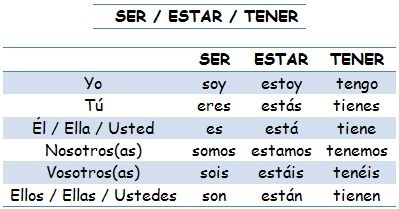 SER / ESTAR / TENER
SER ESTAR TENER
Yo soy estoy tengo
Tú eres estás tienes
Él / Ella / Usted es está tiene
Nosotros(as) somos estamos tenemos
Vosotros(as) sois estáis tenéis
Ellos / Ellas / Ustedes son están tienen